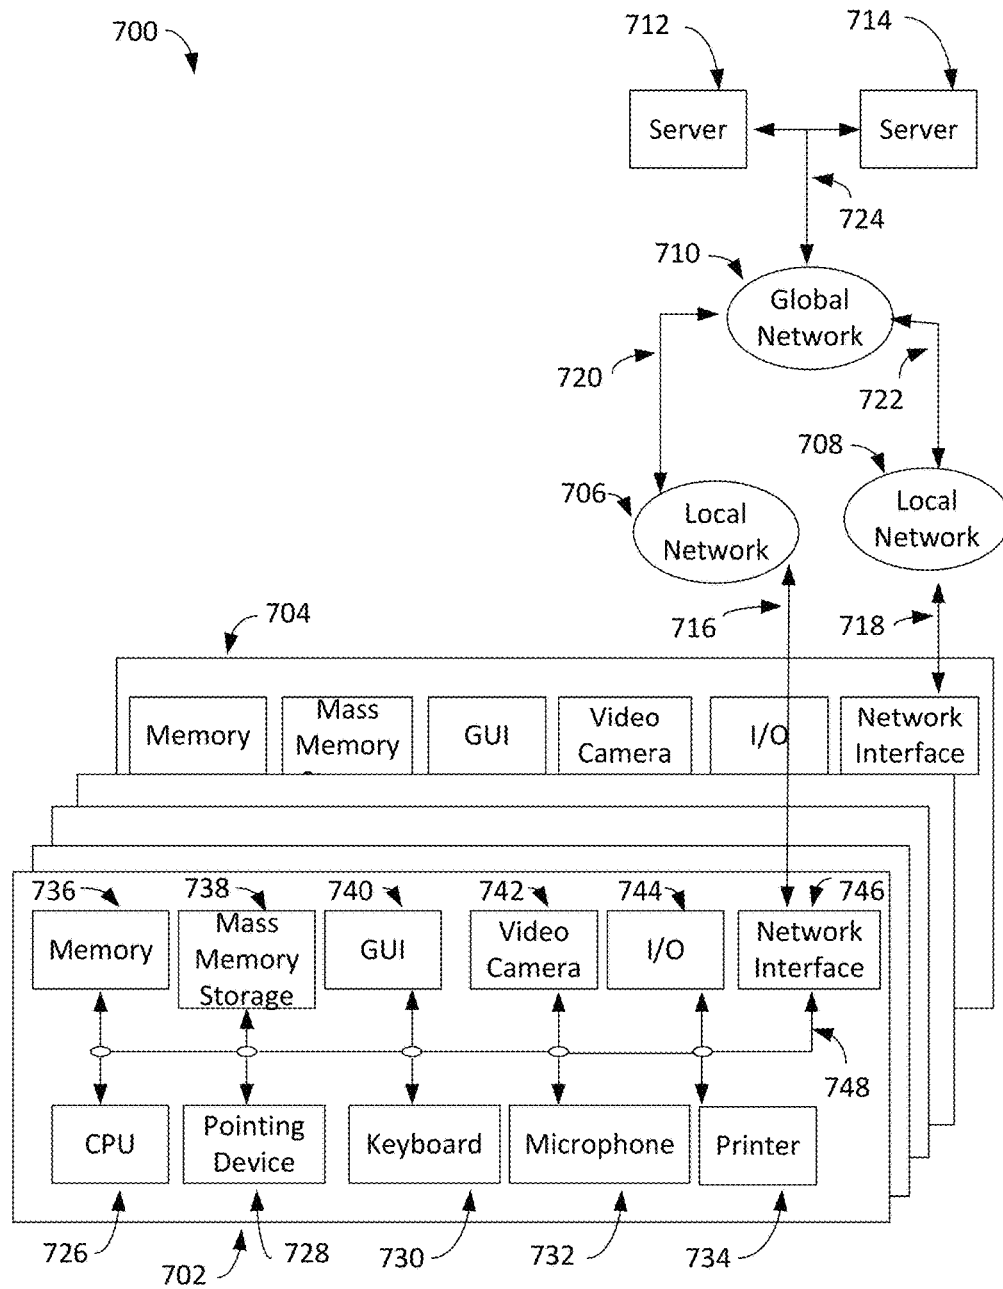 700
712
714
Server
Server
724
710
Global
Network
720
722
708
706
Local
Network
Local
Network
716
718
704
Memory
Mass
Memory
GUI
Video
Camera
I/O
Network
Interface
736
738
740
742
744
746
Memory
Mass
Memory
Storage
GUI
Video
Camera
I/O
Network
Interface
748
CPU
Pointing
Device
Keyboard
Microphone
Printer
726
702
728
730
732
734